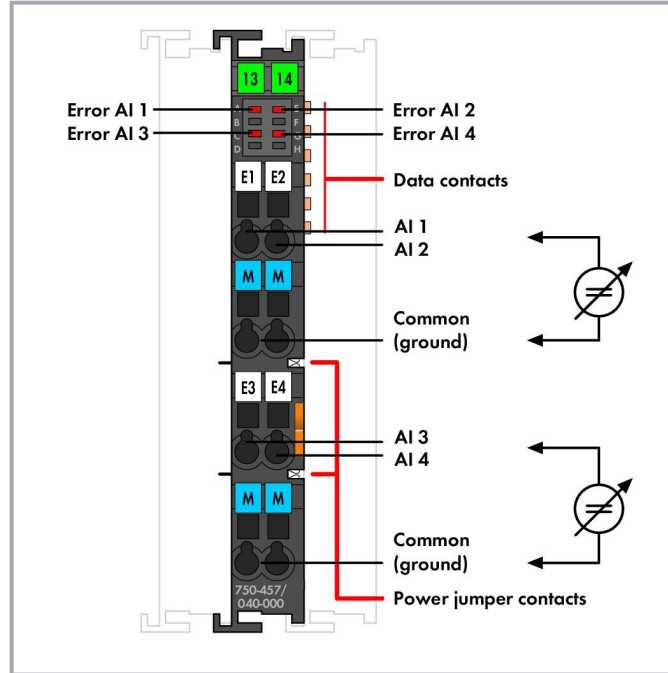 13 14
Error AI 1
Error AI 2
Error AI 3
Error AI 4
A E
B F
C G
D H
E1 E2
Data contacts
AI 1
AI 2
M M
Common
(ground)
E3 E4
AI 3
AI 4
M M
Common
(ground)
750-457/
040-000
Power jumper contacts